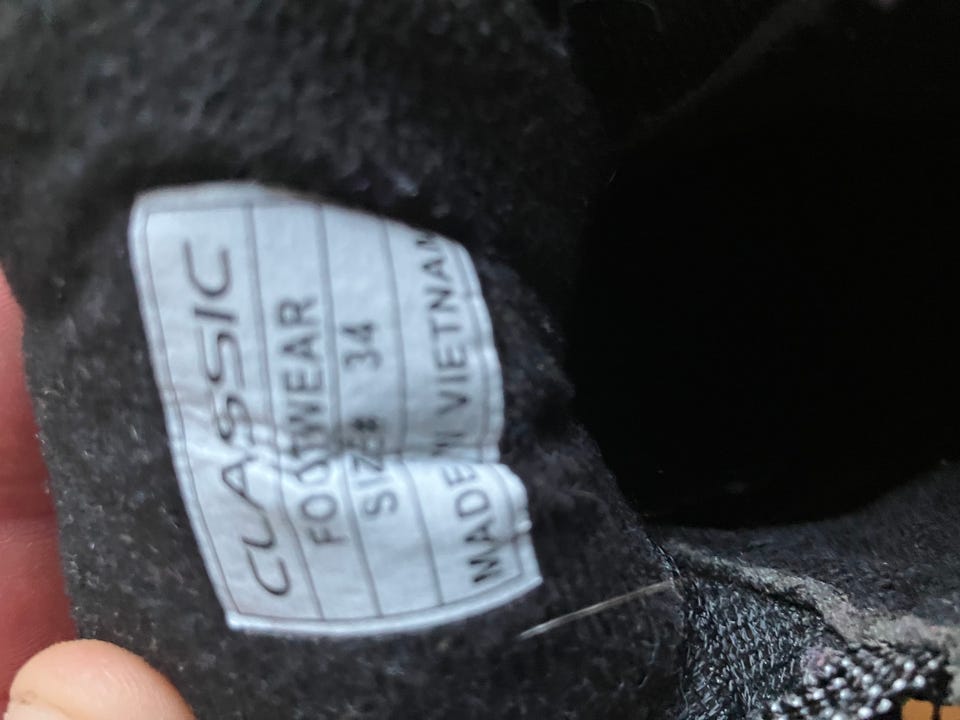 CLASSIC
FOOTWEAR
SIZE# 34
MADE IN VIETNAM